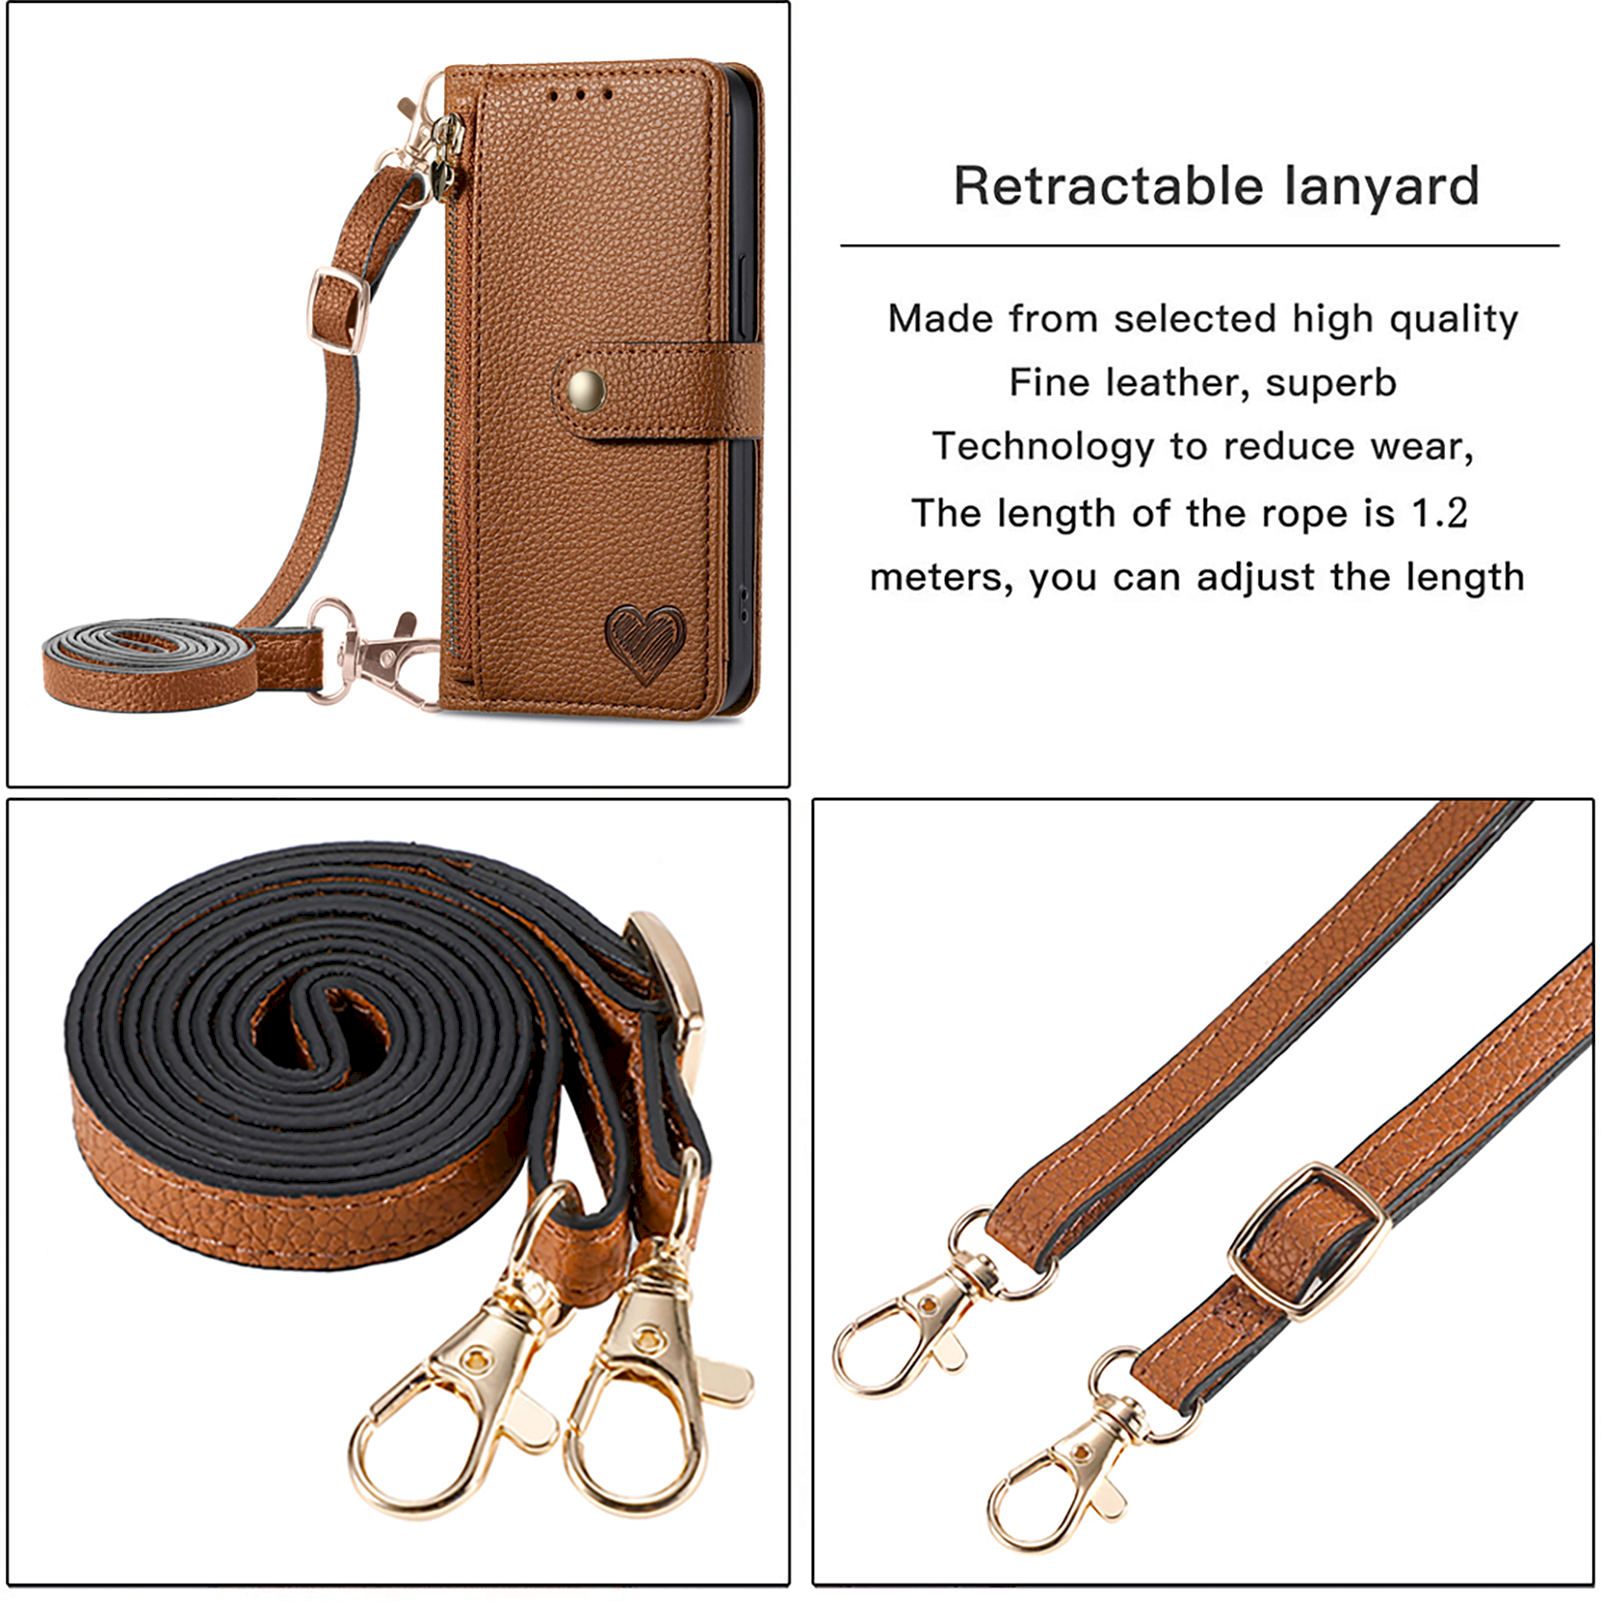 Retractable lanyard
Made from selected high quality
Fine leather, superb
Technology to reduce wear,
The length of the rope is 1.2
meters, you can adjust the length